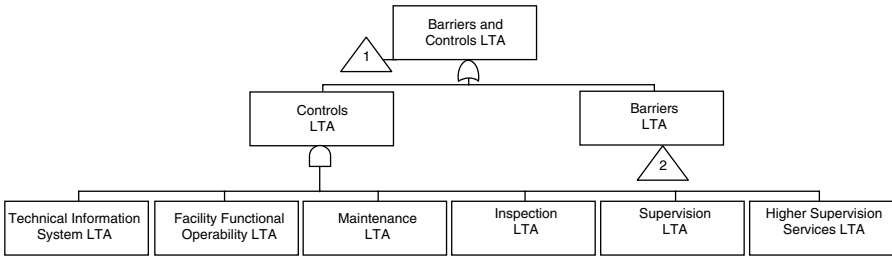 Barriers and
Controls LTA
1
Controls
LTA
Barriers
LTA
2
Technical Information
System LTA
Facility Functional
Operability LTA
Maintenance
LTA
Inspection
LTA
Supervision
LTA
Higher Supervision
Services LTA